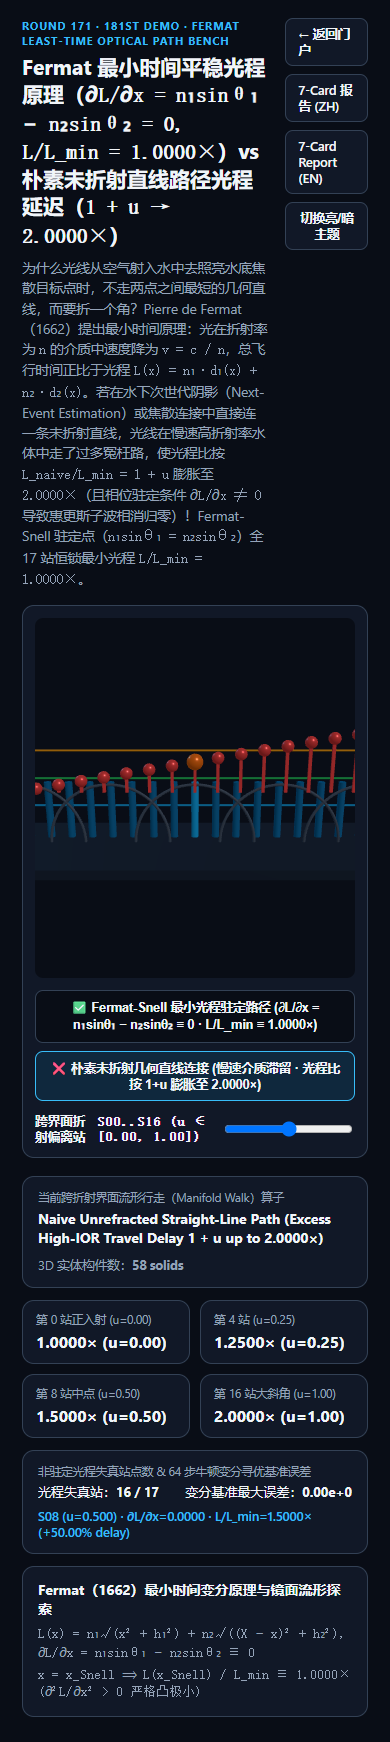 ROUND 171 · 181ST DEMO · FERMAT
LEAST-TIME OPTICAL PATH BENCH
Fermat 最小时间平稳光程
原理（∂L/∂x = n₁sinθ₁
− n₂sinθ₂ = 0,
L/L_min = 1.0000×）vs
朴素未折射直线路径光程
延迟（1 + u →
2.0000×）
← 返回门
户
7-Card 报
告 (ZH)
7-Card
Report
(EN)
切换亮/暗
主题
为什么光线从空气射入水中去照亮水底焦
散目标点时，不走两点之间最短的几何直
线，而要折一个角？Pierre de Fermat
（1662）提出最小时间原理：光在折射率
为 n 的介质中速度降为 v = c / n，总飞
行时间正比于光程 L(x) = n₁·d₁(x) +
n₂·d₂(x)。若在水下次世代阴影（Next-
Event Estimation）或焦散连接中直接连
一条未折射直线，光线在慢速高折射率水
体中走了过多冤枉路，使光程比按
L_naive/L_min = 1 + u 膨胀至
2.0000×（且相位驻定条件 ∂L/∂x ≠ 0
导致惠更斯子波相消归零）！Fermat-
Snell 驻定点（n₁sinθ₁ = n₂sinθ₂）全
17 站恒锁最小光程 L/L_min =
1.0000×。
✅ Fermat-Snell 最小光程驻定路径 (∂L/∂x =
n₁sinθ₁ − n₂sinθ₂ ≡ 0 · L/L_min ≡ 1.0000×)
❌ 朴素未折射几何直线连接 (慢速介质滞留 · 光程比
按 1+u 膨胀至 2.0000×)
跨界面折 S00..S16 (u ∈
射偏离站 [0.00, 1.00])
当前跨折射界面流形行走（Manifold Walk）算子
Naive Unrefracted Straight-Line Path (Excess
High-IOR Travel Delay 1 + u up to 2.0000×)
3D 实体构件数：58 solids
第 0 站正入射 (u=0.00)
1.0000× (u=0.00)
第 4 站 (u=0.25)
1.2500× (u=0.25)
第 8 站中点 (u=0.50)
1.5000× (u=0.50)
第 16 站大斜角 (u=1.00)
2.0000× (u=1.00)
非驻定光程失真站点数 & 64 步牛顿变分寻优基准误差
光程失真站：16 / 17 变分基准最大误差：0.00e+0
S08 (u=0.500) · ∂L/∂x=0.0000 · L/L_min=1.5000×
(+50.00% delay)
Fermat（1662）最小时间变分原理与镜面流形探
索
L(x) = n₁√(x² + h₁²) + n₂√((X − x)² + h₂²),
∂L/∂x = n₁sinθ₁ − n₂sinθ₂ ≡ 0
x = x_Snell ⟹ L(x_Snell) / L_min ≡ 1.0000×
(∂²L/∂x² > 0 严格凸极小)